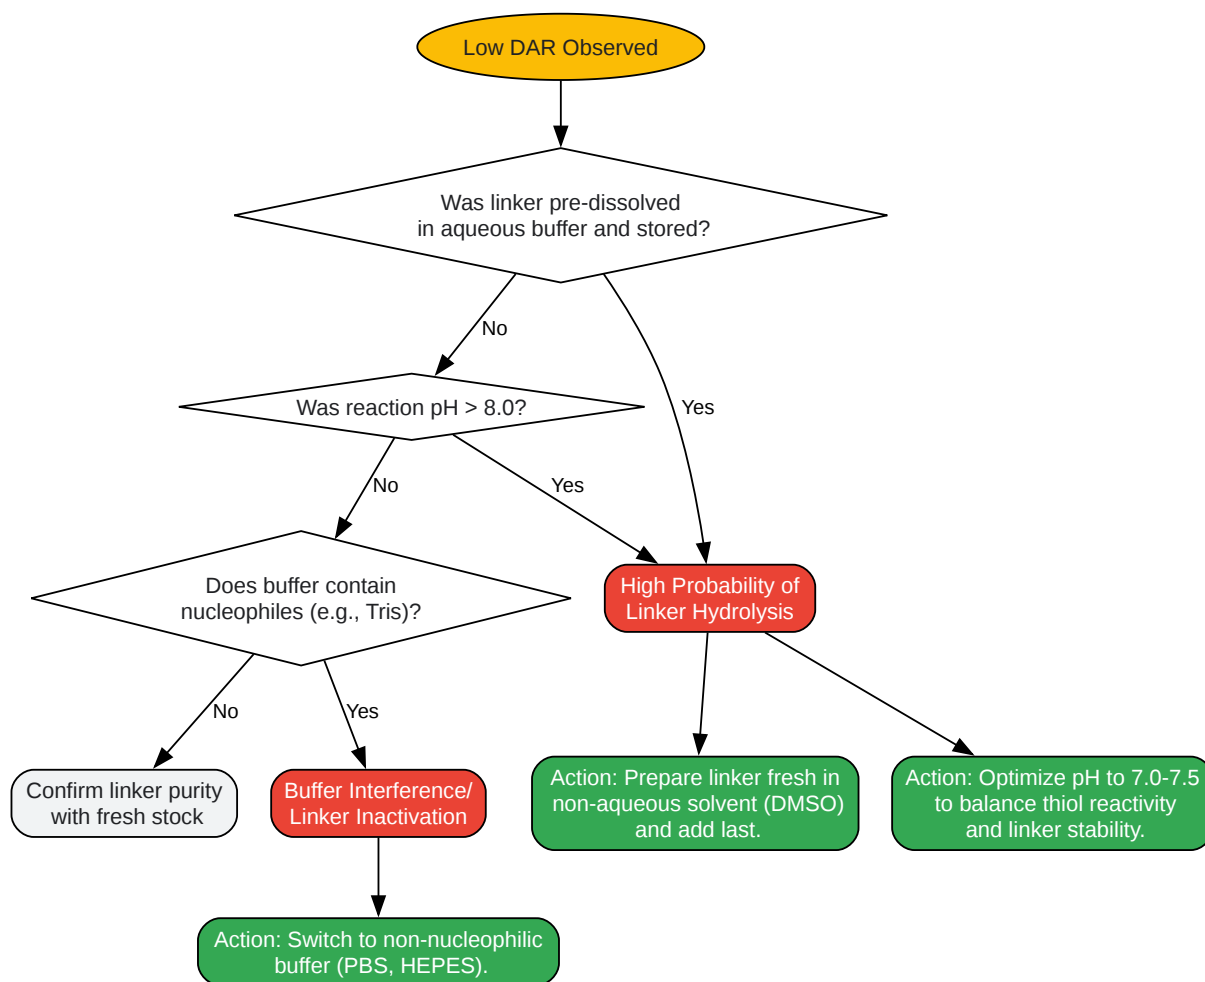 Low DAR Observed
Was linker pre-dissolved
in aqueous buffer and stored?
No
Yes
Was reaction pH > 8.0?
No
Yes
Does buffer contain
nucleophiles (e.g., Tris)?
High Probability of
Linker Hydrolysis
No
Yes
Confirm linker purity
with fresh stock
Buffer Interference/
Linker Inactivation
Action: Prepare linker fresh in
non-aqueous solvent (DMSO)
and add last.
Action: Optimize pH to 7.0-7.5
to balance thiol reactivity
and linker stability.
Action: Switch to non-nucleophilic
buffer (PBS, HEPES).